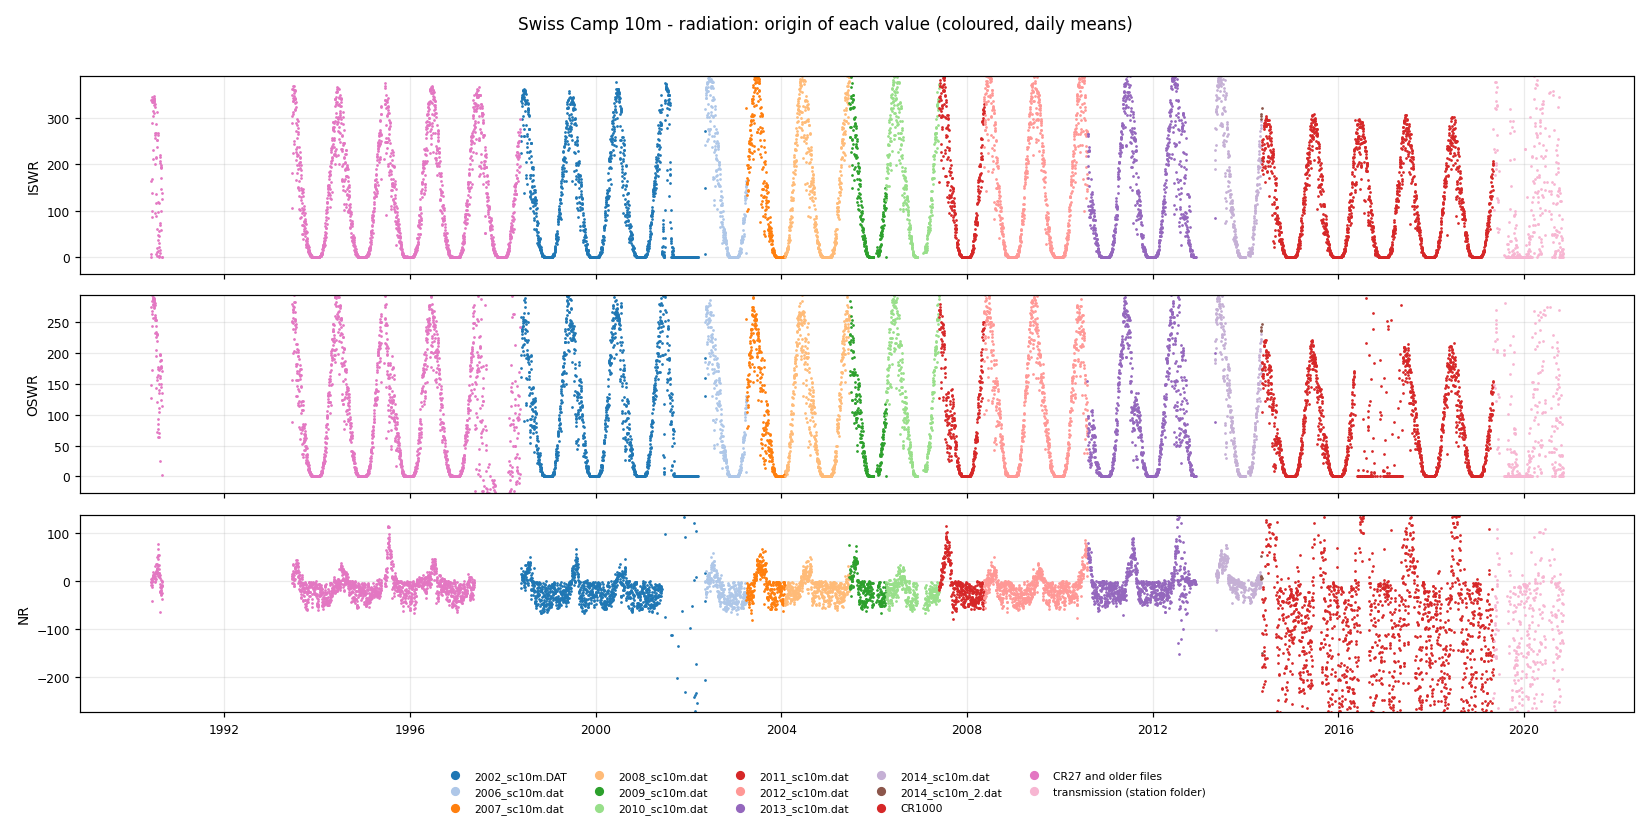 Swiss Camp 10m - radiation: origin of each value (coloured, daily means)
300
200
100
0
ISWR
250
200
150
100
50
0
OSWR
100
0
−100
−200
NR
1992 1996 2000 2004 2008 2012 2016 2020
2002_sc10m.DAT 2008_sc10m.dat 2011_sc10m.dat 2014_sc10m.dat CR27 and older files
2006_sc10m.dat 2009_sc10m.dat 2012_sc10m.dat 2014_sc10m_2.dat transmission (station folder)
2007_sc10m.dat 2010_sc10m.dat 2013_sc10m.dat CR1000